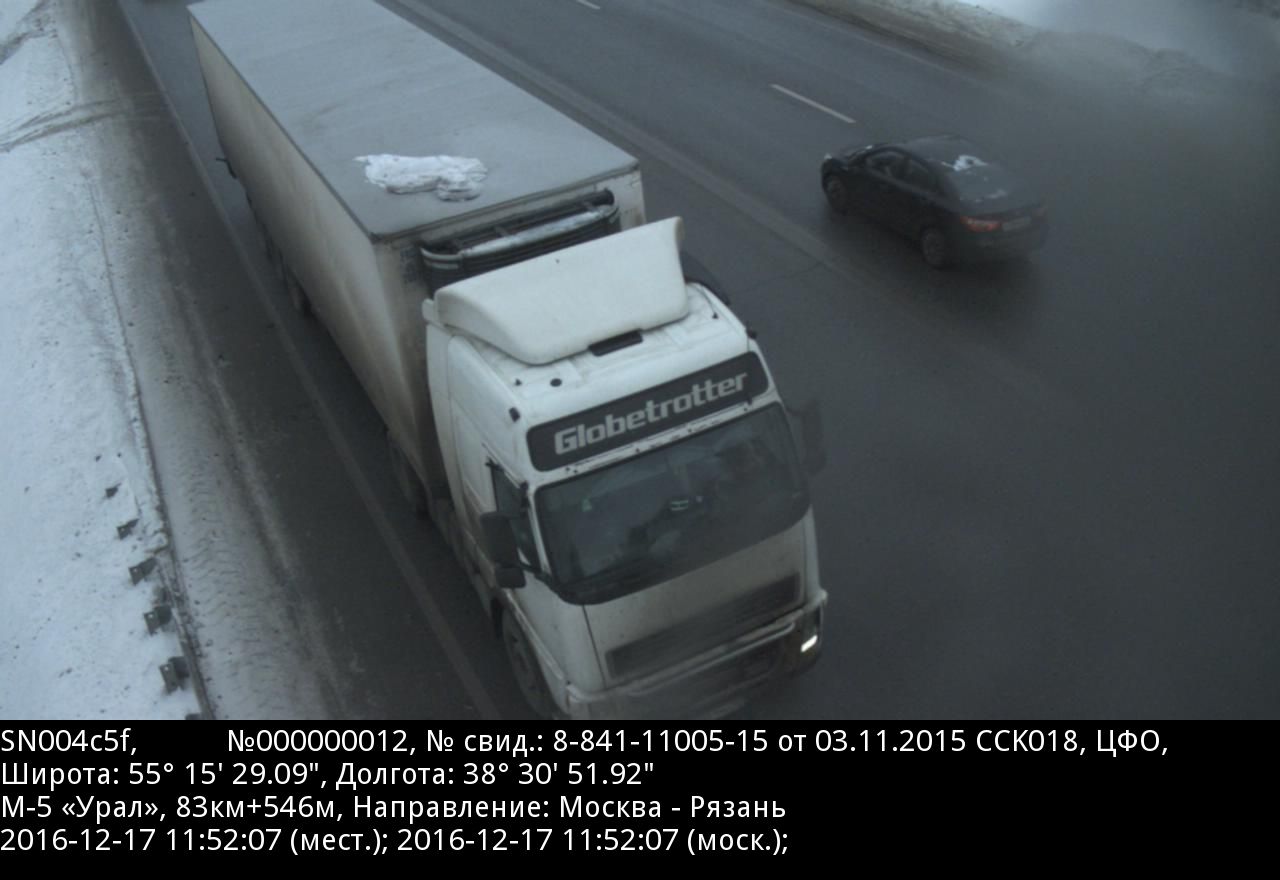 Globetrotter
SN004c5f, №000000012, № свид.: 8-841-11005-15 от 03.11.2015 ССК018, ЦФО,
Широта: 55° 15' 29.09", Долгота: 38° 30' 51.92"
М-5 «Урал», 83км+546м, Направление: Москва - Рязань
2016-12-17 11:52:07 (мест.); 2016-12-17 11:52:07 (моск.);